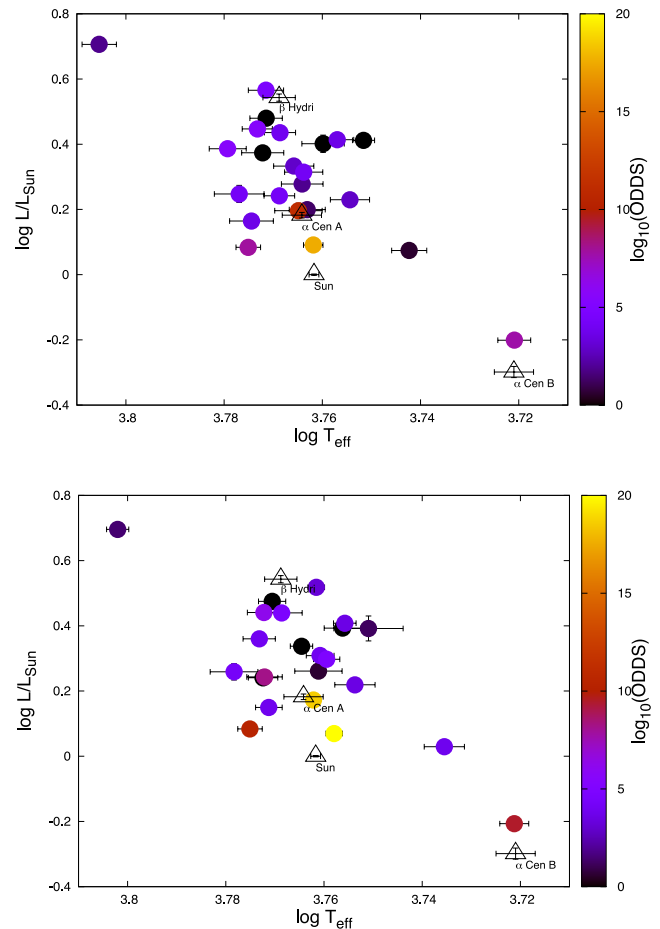 0.8
0.6
0.4
0.2
0
-0.2
-0.4
log L/L_Sun
β Hydri
α Cen A
Sun
α Cen B
3.8 3.78 3.76 3.74 3.72
log T_eff
20
15
10
5
0
log_10(ODDS)
0.8
0.6
0.4
0.2
0
-0.2
-0.4
log L/L_Sun
β Hydri
α Cen A
Sun
α Cen B
3.8 3.78 3.76 3.74 3.72
log T_eff
20
15
10
5
0
log_10(ODDS)